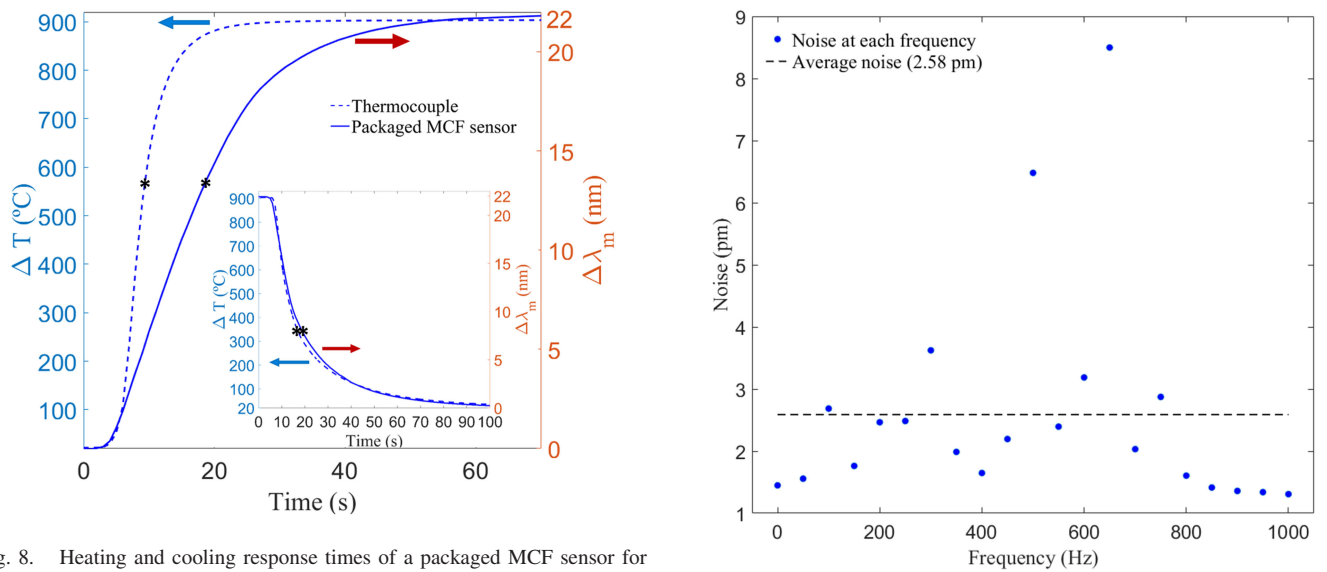 900
800
700
600
500
400
300
200
100
Δ T (ºC)
0
20
40
60
Time (s)
22
20
15
10
5
0
Δλm (nm)
Thermocouple
Packaged MCF sensor
900
800
700
600
500
400
300
200
100
20
Δ T (ºC)
0 10 20 30 40 50 60 70 80 90 100
Time (s)
22
20
15
10
5
0
Δλm (nm)
g. 8. Heating and cooling response times of a packaged MCF sensor for
9
8
7
6
5
4
3
2
1
Noise (pm)
Noise at each frequency
Average noise (2.58 pm)
0 200 400 600 800 1000
Frequency (Hz)